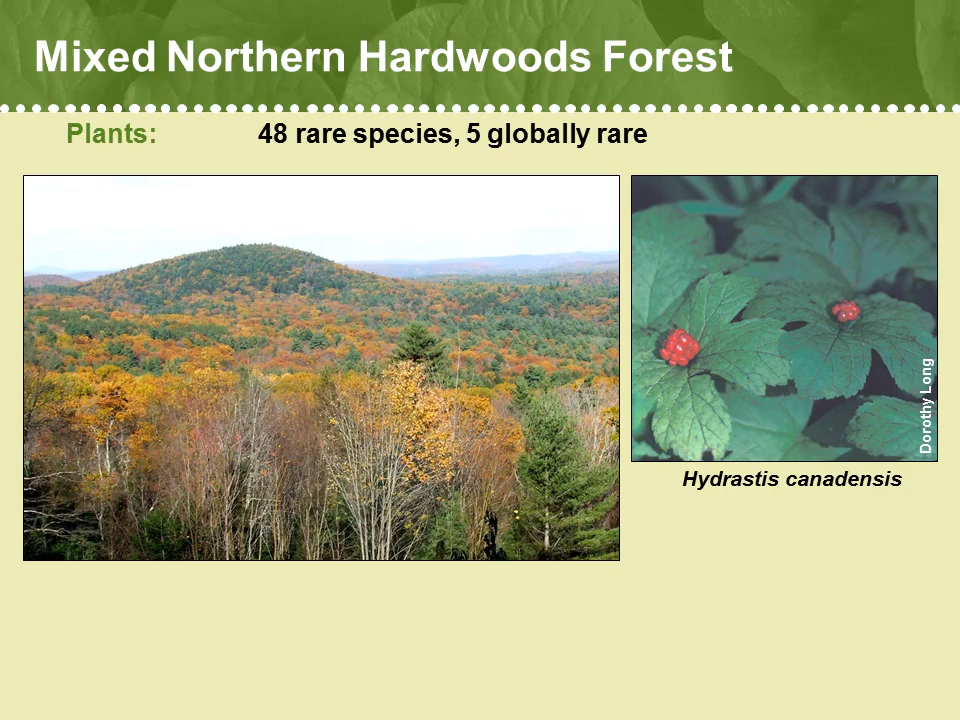 Mixed Northern Hardwoods Forest
Plants: 48 rare species, 5 globally rare
Dorothy Long
Hydrastis canadensis